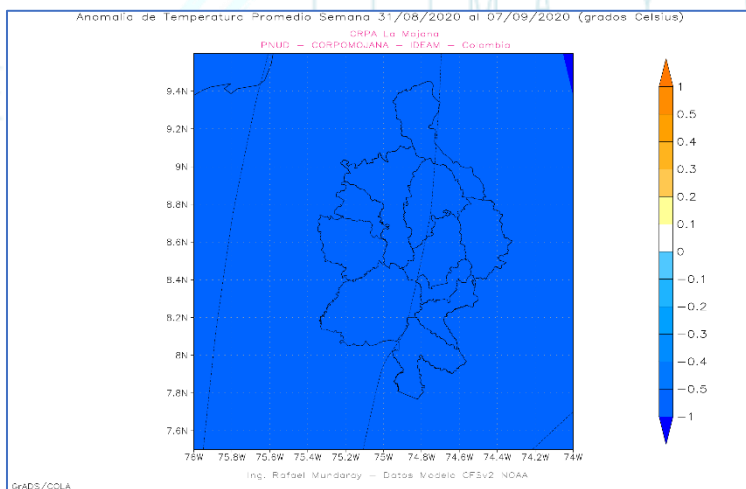 Anomalia de Temperatura Promedio Semana 31/08/2020 al 07/09/2020 (grados Celsius)
CRPA La Mojana
PNUD - CORPOMOJANA - IDEAM - Colombia
9.4N
9.2N
9N
8.8N
8.6N
8.4N
8.2N
8N
7.8N
7.6N
76W 75.8W 75.6W 75.4W 75.2W 75W 74.8W 74.6W 74.4W 74.2W 74W
1
0.5
0.4
0.3
0.2
0.1
0
-0.1
-0.2
-0.3
-0.4
-0.5
-1
Ing. Rafael Mundaray - Datos Modelo CFSv2 NOAA
GrADS/COLA